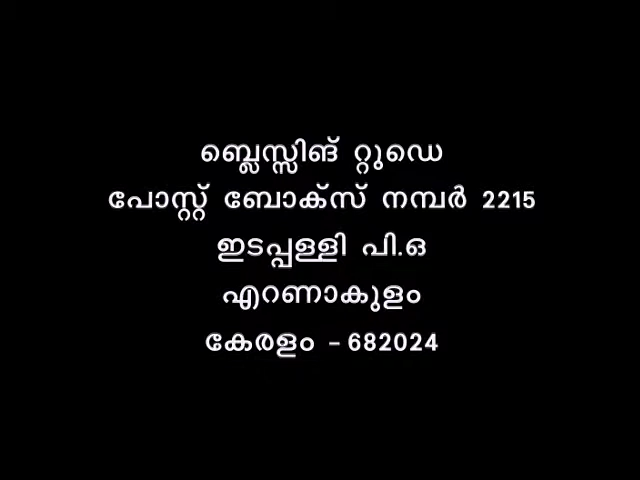 ബ്ലെസ്സിങ് റ്റുഡെ
പോസ്റ്റ് ബോക്സ് നമ്പർ 2215
ഇടപ്പള്ളി പി.ഒ
എറണാകുളം
കേരളം - 682024